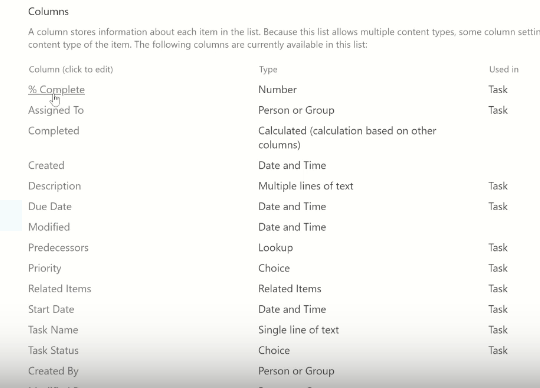 Columns
A column stores information about each item in the list. Because this list allows multiple content types, some column
content type of the item. The following columns are currently available in this list:
Column (click to edit) Type Used in
% Complete Number Task
Assigned To Person or Group Task
Completed Calculated (calculation based on other
columns)
Created Date and Time
Description Multiple lines of text Task
Due Date Date and Time Task
Modified Date and Time
Predecessors Lookup Task
Priority Choice Task
Related Items Related Items Task
Start Date Date and Time Task
Task Name Single line of text Task
Task Status Choice Task
Created By Person or Group